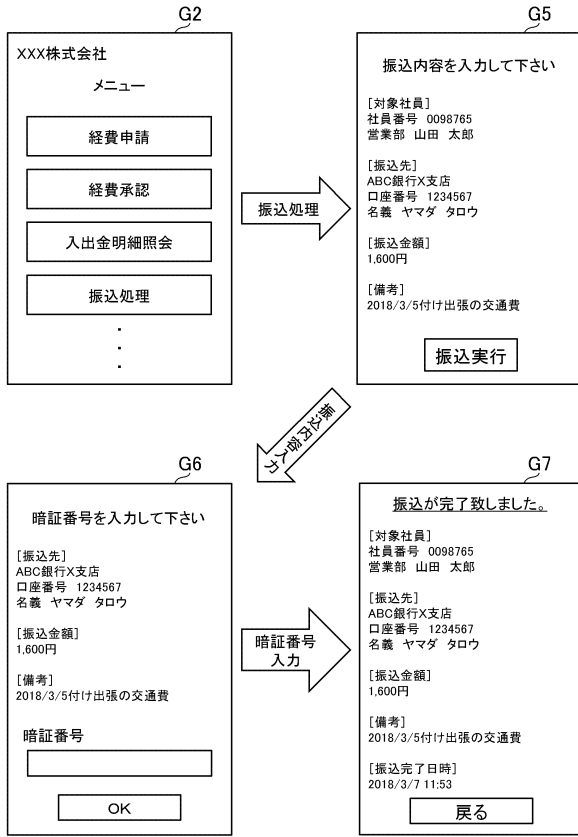 G2
XXX株式会社
メニュー
経費申請
経費承認
入出金明細照会
振込処理
・
・
・
振込処理
G5
振込内容を入力して下さい
[対象社員]
社員番号 0098765
営業部 山田 太郎
[振込先]
ABC銀行X支店
口座番号 1234567
名義 ヤマダ タロウ
[振込金額]
1,600円
[備考]
2018/3/5付け出張の交通費
振込実行
振込内容入力
G6
暗証番号を入力して下さい
[振込先]
ABC銀行X支店
口座番号 1234567
名義 ヤマダ タロウ
[振込金額]
1,600円
[備考]
2018/3/5付け出張の交通費
暗証番号
OK
暗証番号
入力
G7
振込が完了致しました。
[対象社員]
社員番号 0098765
営業部 山田 太郎
[振込先]
ABC銀行X支店
口座番号 1234567
名義 ヤマダ タロウ
[振込金額]
1,600円
[備考]
2018/3/5付け出張の交通費
[振込完了日時]
2018/3/7 11:53
戻る